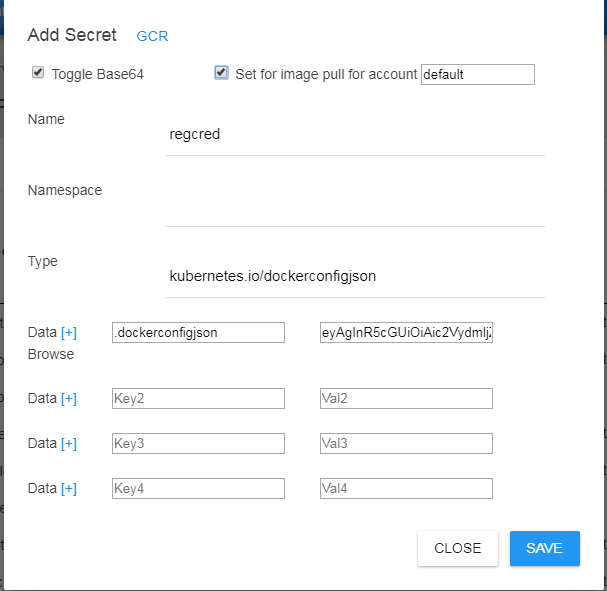 Add Secret GCR
Toggle Base64 Set for image pull for account default
Name
regcred
Namespace
Type
kubernetes.io/dockerconfigjson
Data [+] .dockerconfigjson
Browse
Data [+] Key2 Val2
Data [+] Key3 Val3
Data [+] Key4 Val4
CLOSE SAVE